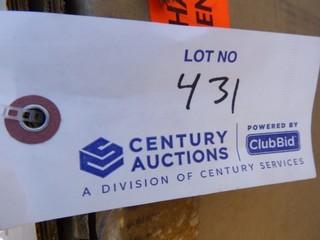 LOT NO
431
CENTURY AUCTIONS
POWERED BY
ClubBid
A DIVISION OF CENTURY SERVICES